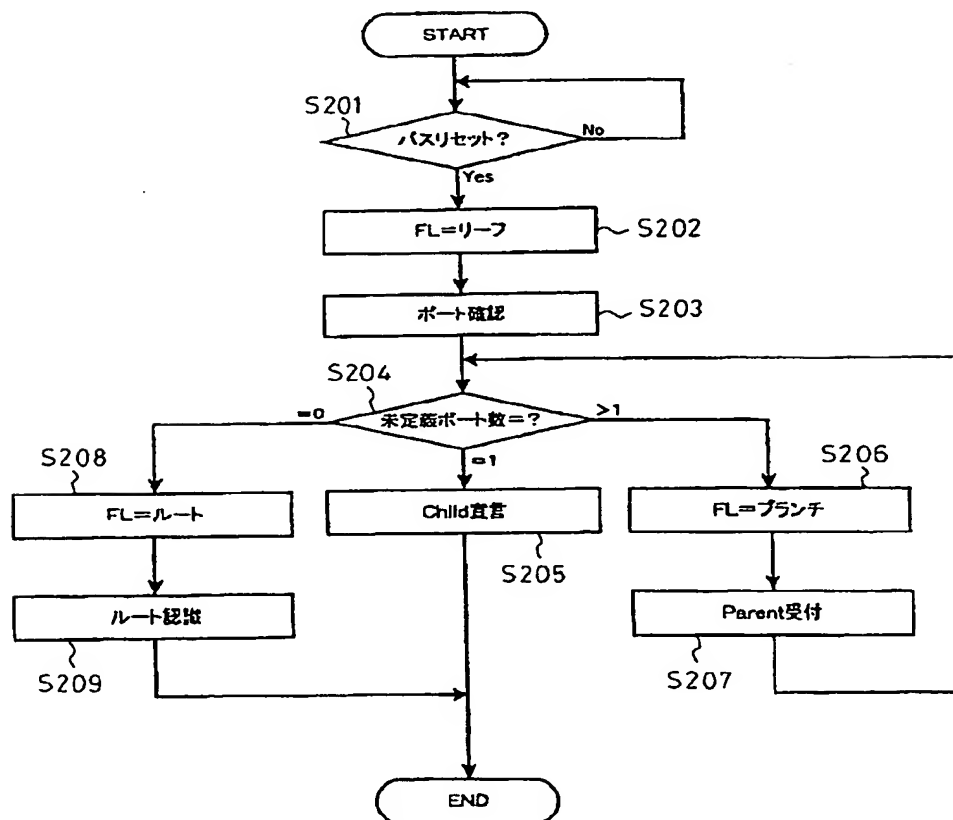 START
S201
バスリセット?
No
Yes
FL=リーフ
S202
ポート確認
S203
S204
=0
未定義ポート数=?
>1
=1
S208
S206
FL=ルート
Child宣言
FL=ブランチ
S205
ルート認識
Parent受付
S209
S207
END